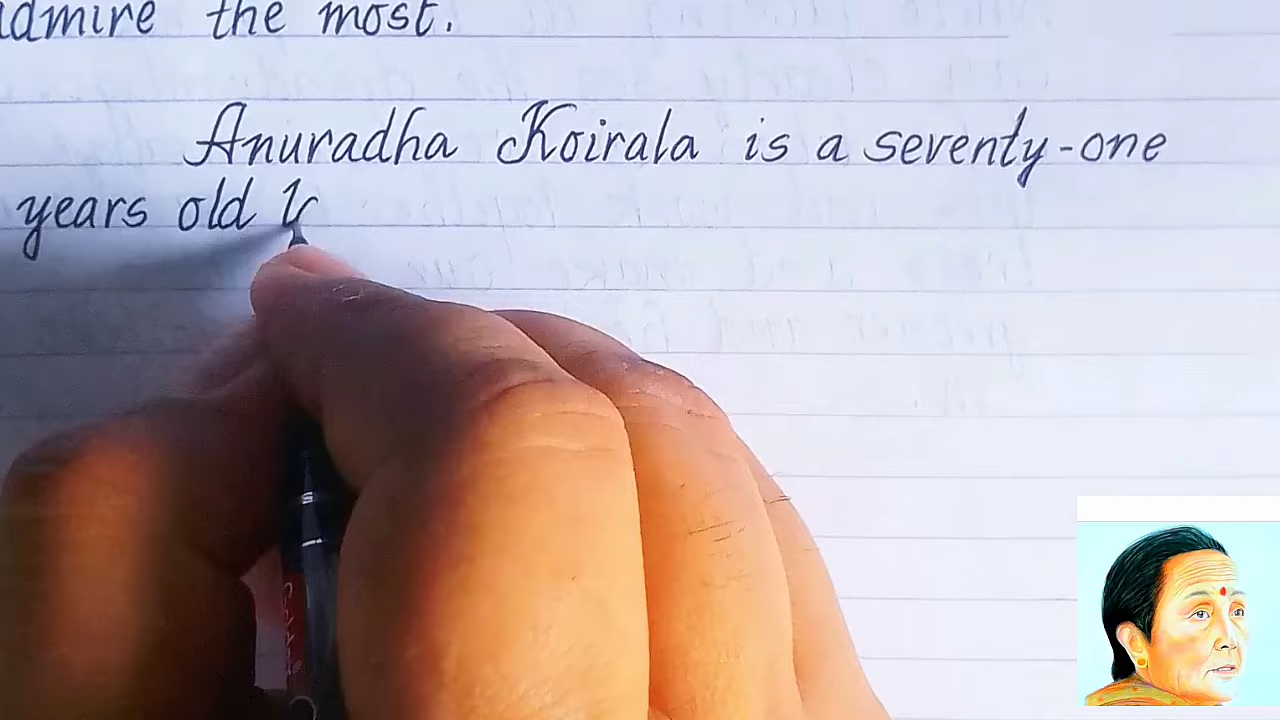 admire the most.
Anuradha Koirala is a seventy-one
years old